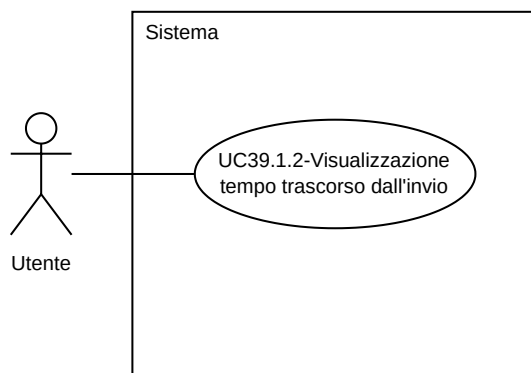 Sistema
UC39.1.2-Visualizzazione
tempo trascorso dall'invio
Utente